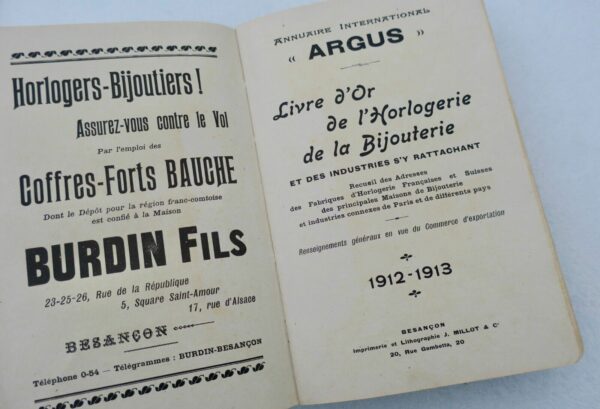 Horlogers-Bijoutiers !
Assurez-vous contre le Vol
Par l'emploi des
Coffres-Forts BAUCHE
Dont le Dépôt pour la région franc-comtoise
est confié à la Maison
BURDIN FILS
23-25-26, Rue de la République
5, Square Saint-Amour
17, rue d'Alsace
BESANÇON
Téléphone 0-54 — Télégrammes : BURDIN-BESANÇON
ANNUAIRE INTERNATIONAL
« ARGUS »
Livre d'Or
de l'Horlogerie
de la Bijouterie
ET DES INDUSTRIES S'Y RATTACHANT
Recueil des Adresses
des Fabriques d'Horlogerie Françaises et Suisses
des principales Maisons de Bijouterie
et industries connexes de Paris et de différents pays
Renseignements généraux en vue du Commerce d'exportation
1912-1913
BESANÇON
Imprimerie et Lithographie J. MILLOT & Cº
20, Rue Gambetta, 20